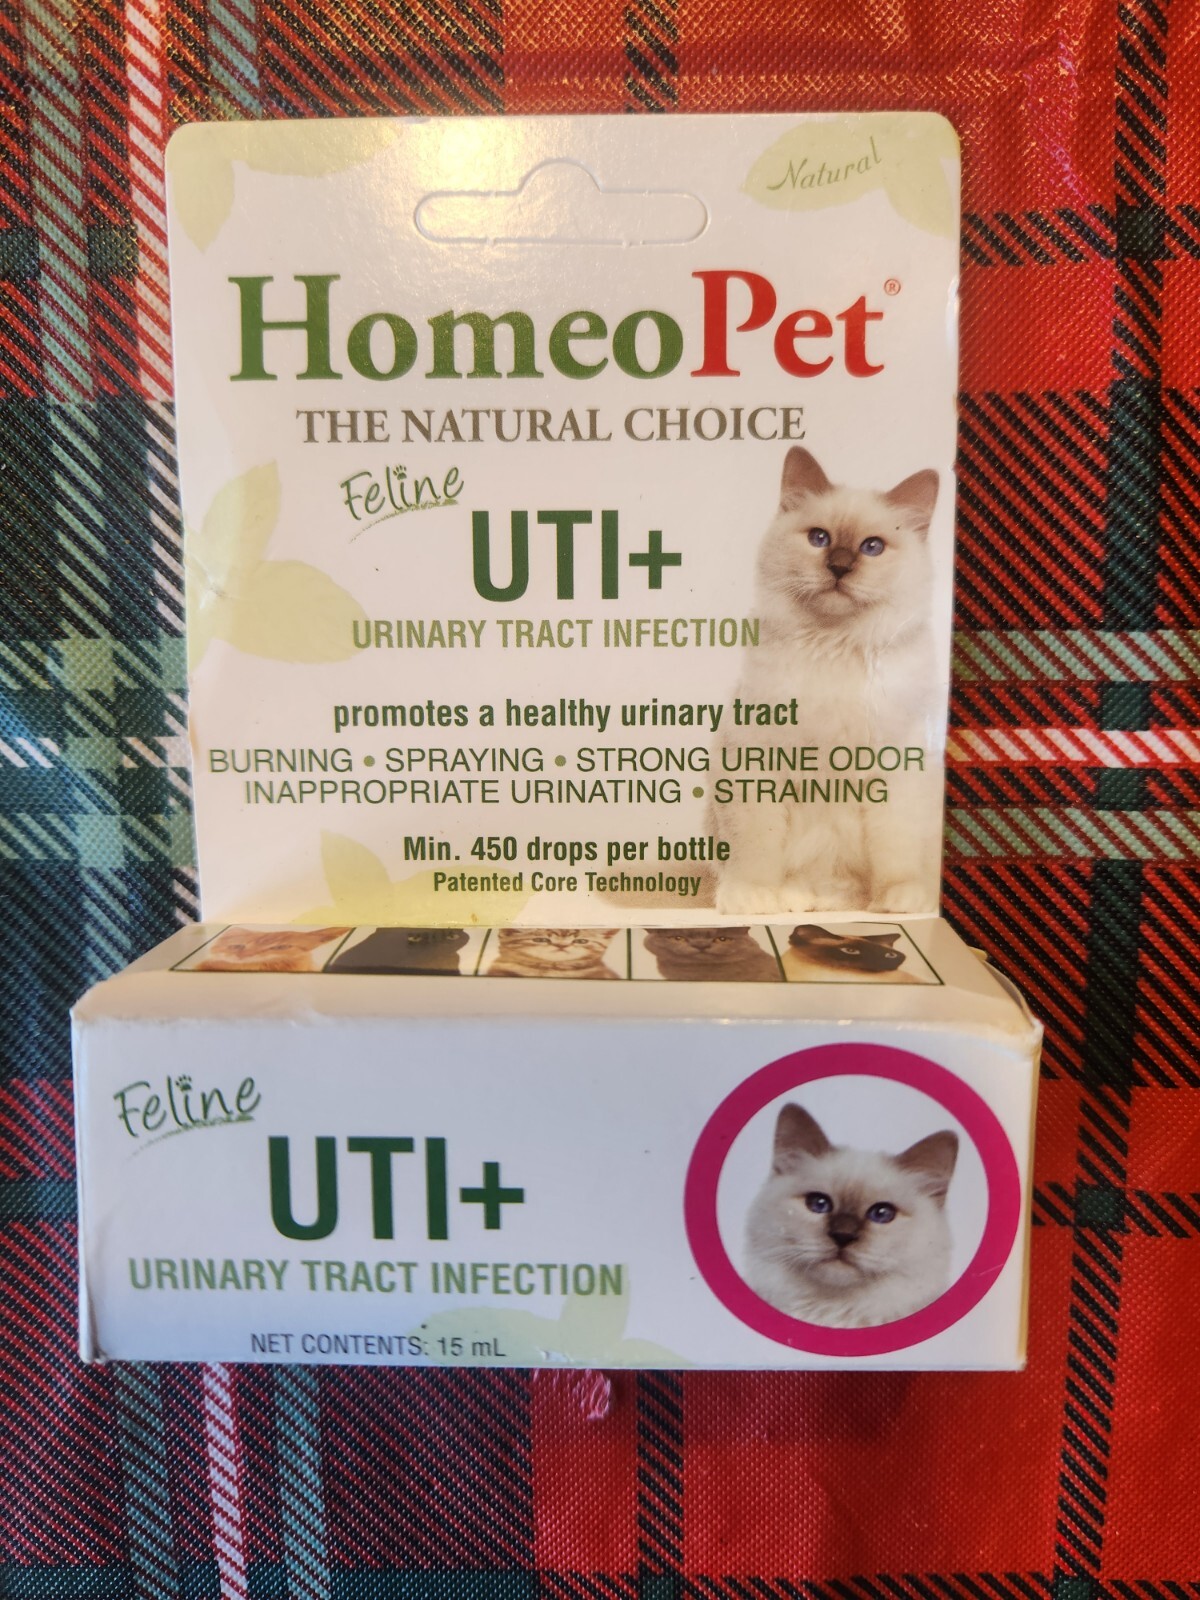 Natural
HomeoPet®
THE NATURAL CHOICE
Feline
UTI+
URINARY TRACT INFECTION
promotes a healthy urinary tract
BURNING • SPRAYING • STRONG URINE ODOR
INAPPROPRIATE URINATING • STRAINING
Min. 450 drops per bottle
Patented Core Technology
Feline
UTI+
URINARY TRACT INFECTION
NET CONTENTS: 15 mL